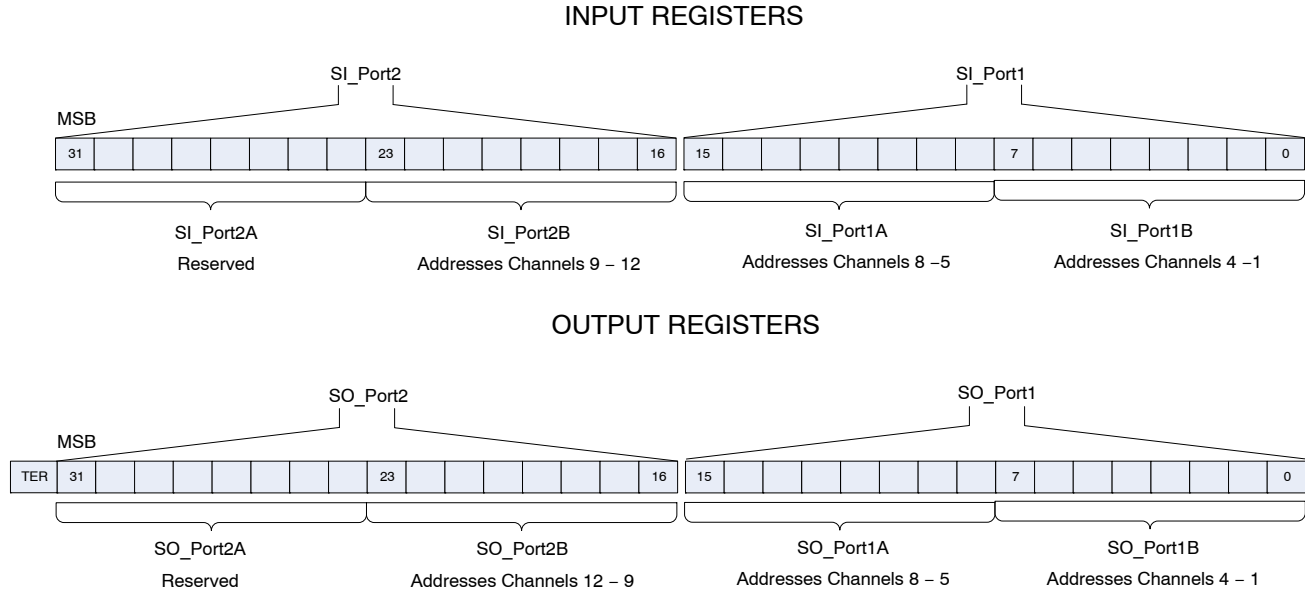 INPUT REGISTERS
SI_Port2 SI_Port1
MSB
31 23 16 15 7 0
SI_Port2A SI_Port2B SI_Port1A SI_Port1B
Reserved Addresses Channels 9 – 12 Addresses Channels 8 –5 Addresses Channels 4 –1
OUTPUT REGISTERS
SO_Port2 SO_Port1
MSB
TER 31 23 16 15 7 0
SO_Port2A SO_Port2B SO_Port1A SO_Port1B
Reserved Addresses Channels 12 – 9 Addresses Channels 8 – 5 Addresses Channels 4 – 1